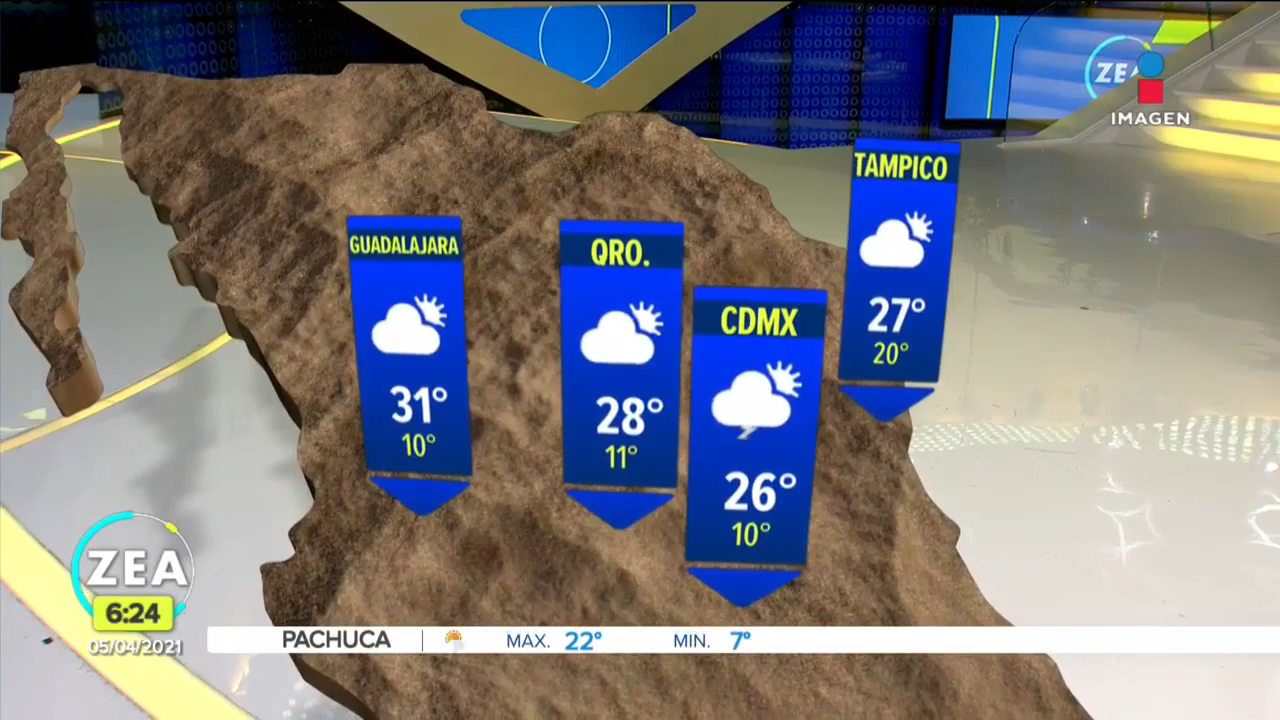 ZEA
IMAGEN
TAMPICO
27°
20°
GUADALAJARA
31°
10°
QRO.
28°
11°
CDMX
26°
10°
ZEA
6:24
05/04/2021
PACHUCA MAX. 22° MIN. 7°